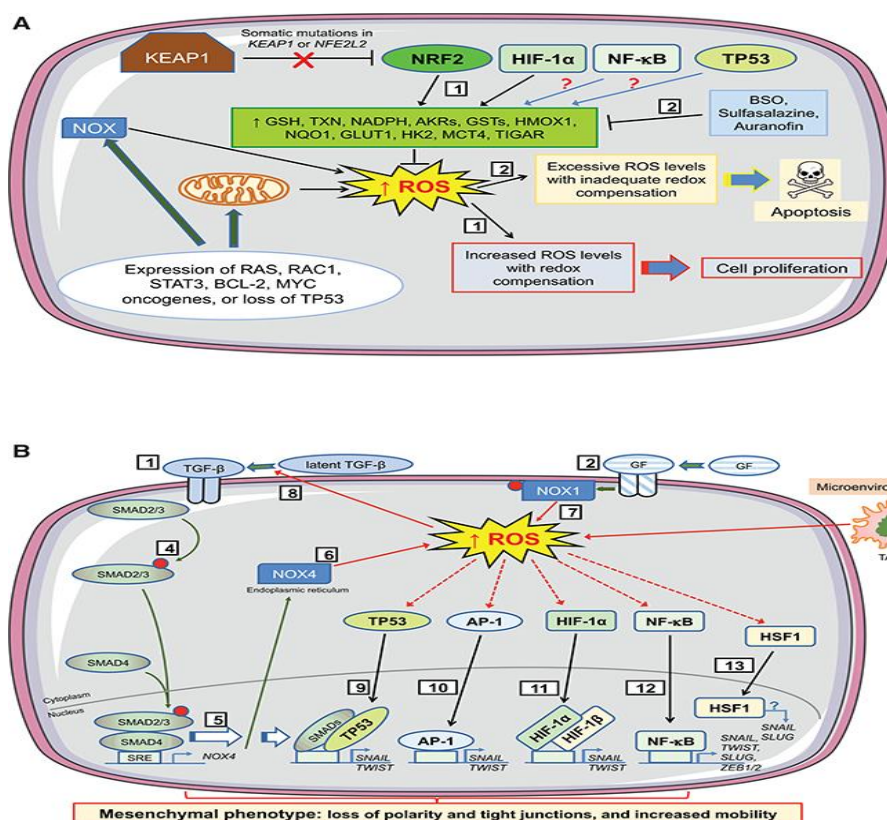 A
KEAP1
Somatic mutations in
KEAP1 or NFE2L2
NRF2
HIF-1α
NF-κB
TP53
1
?
?
2
↑ GSH, TXN, NADPH, AKRs, GSTs, HMOX1,
NQO1, GLUT1, HK2, MCT4, TIGAR
BSO,
Sulfasalazine,
Auranofin
NOX
↑ ROS
2
Excessive ROS levels
with inadequate redox
compensation
Apoptosis
1
Increased ROS levels
with redox
compensation
Cell proliferation
Expression of RAS, RAC1,
STAT3, BCL-2, MYC
oncogenes, or loss of TP53
B
1
TGF-β
latent TGF-β
2
GF
GF
8
NOX1
7
Microenviro
TA
SMAD2/3
↑ ROS
4
SMAD2/3
6
NOX4
Endoplasmic reticulum
TP53
AP-1
HIF-1α
NF-κB
HSF1
SMAD4
9
10
11
12
13
Cytoplasm
Nucleus
SMAD2/3
SMAD4
SRE
5
NOX4
SMADs
TP53
SNAIL
TWIST
AP-1
SNAIL
TWIST
HIF-1α
HIF-1β
SNAIL
TWIST
NF-κB
SNAIL,
TWIST,
SLUG,
ZEB1/2
HSF1
?
SNAIL
SLUG
Mesenchymal phenotype: loss of polarity and tight junctions, and increased mobility